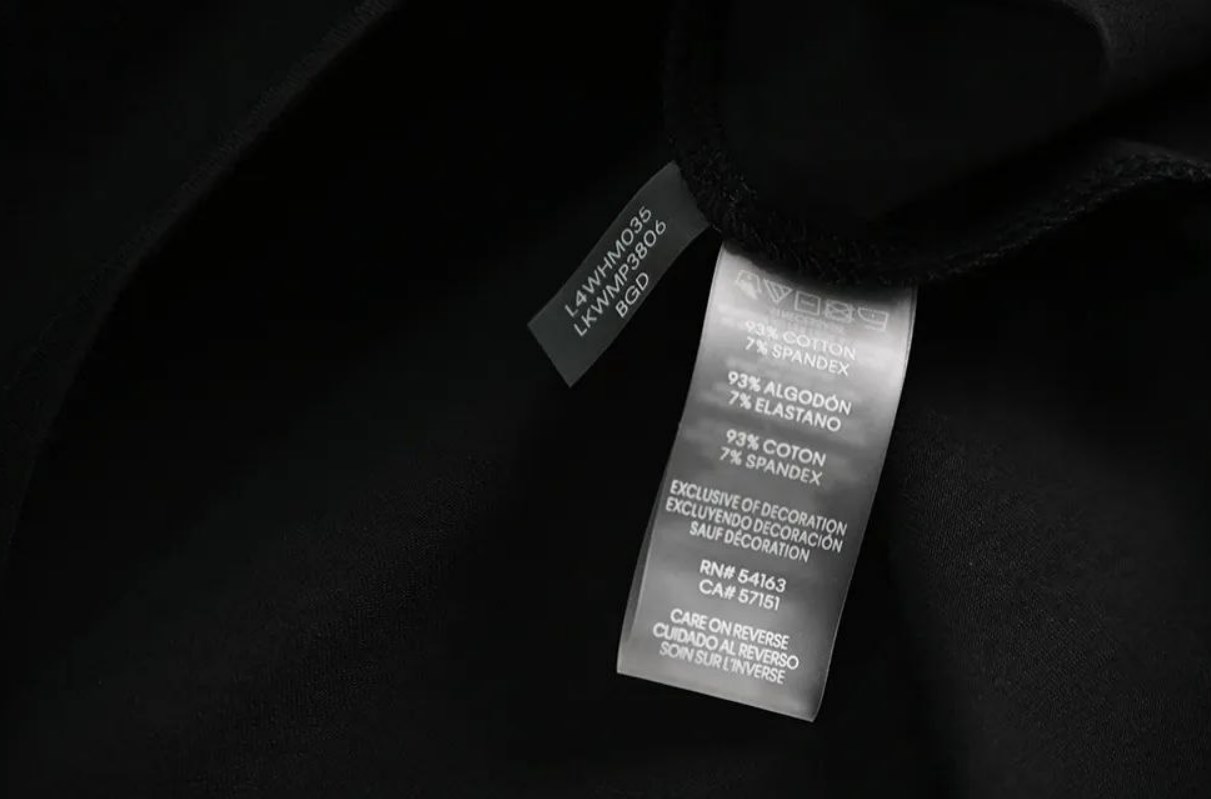 L4WHM035
LKWMP3806
BGD
93% COTTON
7% SPANDEX
93% ALGODÓN
7% ELASTANO
93% COTON
7% SPANDEX
EXCLUSIVE OF DECORATION
EXCLUYENDO DECORACIÓN
SAUF DÉCORATION
RN# 54163
CA# 57151
CARE ON REVERSE
CUIDADO AL REVERSO
SOIN SUR L'INVERSE